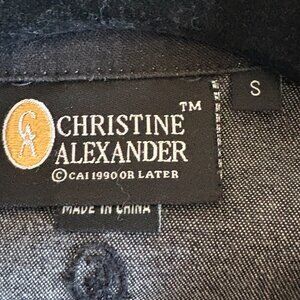 CA
CHRISTINE
ALEXANDER
™
© CAI 1990 OR LATER
S
MADE IN CHINA